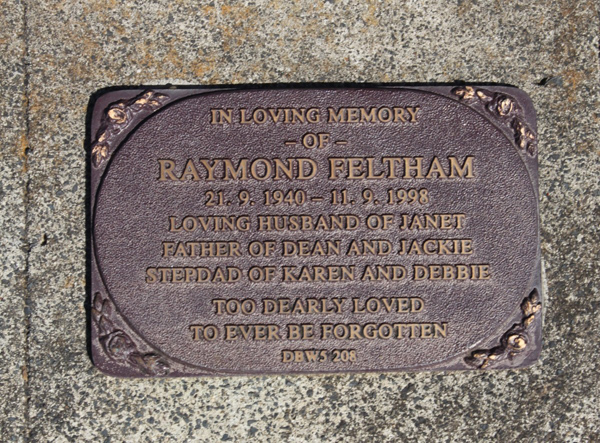 IN LOVING MEMORY
– OF –
RAYMOND FELTHAM
21. 9. 1940 – 11. 9. 1998
LOVING HUSBAND OF JANET
FATHER OF DEAN AND JACKIE
STEPDAD OF KAREN AND DEBBIE
TOO DEARLY LOVED
TO EVER BE FORGOTTEN
DBW5 208